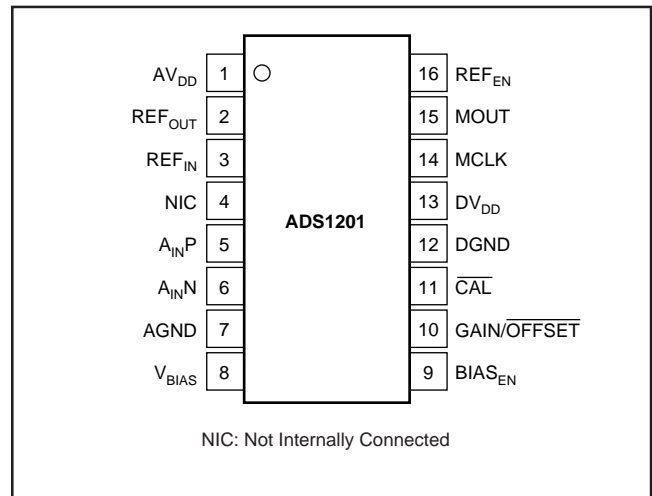 AVDD 1 16 REFEN
REFOUT 2 15 MOUT
REFIN 3 14 MCLK
NIC 4 13 DVDD
ADS1201
AINP 5 12 DGND
AINN 6 11 CAL
AGND 7 10 GAIN/OFFSET
VBIAS 8 9 BIASEN
NIC: Not Internally Connected